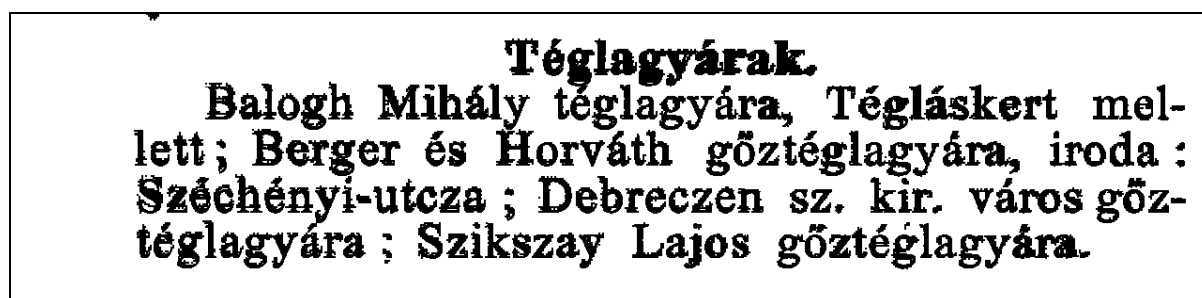 Téglagyárak.
Balogh Mihály téglagyára, Tégláskert mel-
lett; Berger és Horváth gőztéglagyára, iroda:
Széchényi-utcza; Debreczen sz. kir. város gőz-
téglagyára; Szikszay Lajos gőztéglagyára.